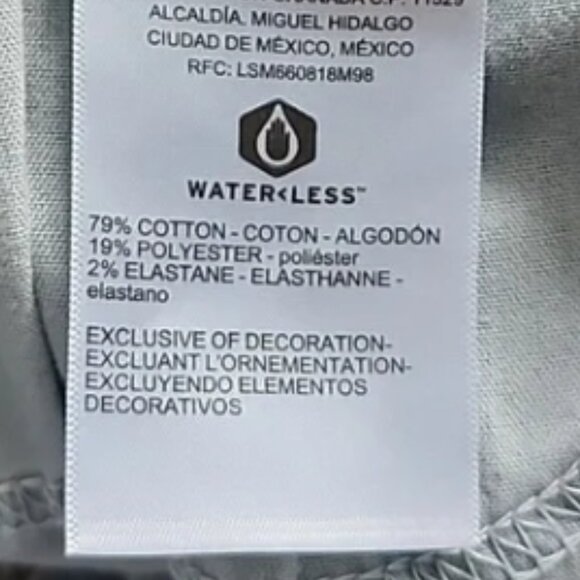 C.P. 11529
ALCALDÍA. MIGUEL HIDALGO
CIUDAD DE MÉXICO, MÉXICO
RFC: LSM660818M98
WATER<LESS™
79% COTTON - COTON - ALGODÓN
19% POLYESTER - poliéster
2% ELASTANE - ELASTHANNE -
elastano
EXCLUSIVE OF DECORATION-
EXCLUANT L'ORNEMENTATION-
EXCLUYENDO ELEMENTOS
DECORATIVOS